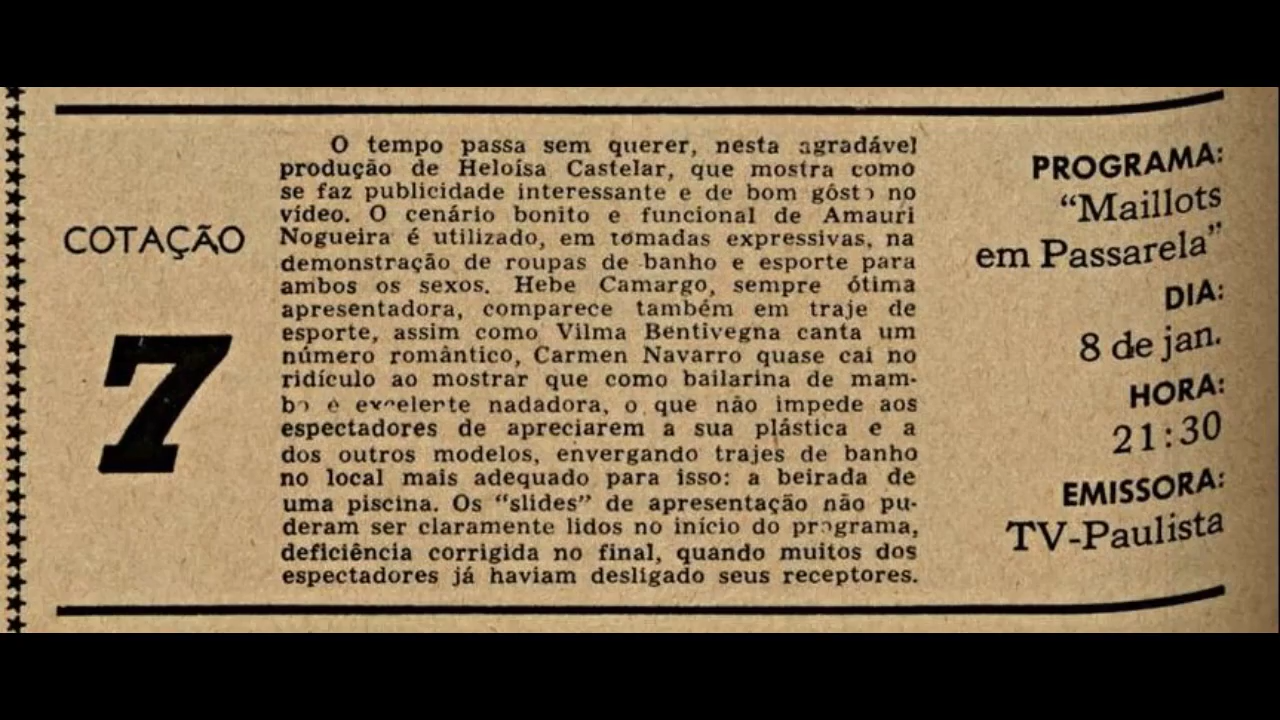 COTAÇÃO
7
O tempo passa sem querer, nesta agradável
produção de Heloísa Castelar, que mostra como
se faz publicidade interessante e de bom gôsto no
vídeo. O cenário bonito e funcional de Amauri
Nogueira é utilizado, em tomadas expressivas, na
demonstração de roupas de banho e esporte para
ambos os sexos. Hebe Camargo, sempre ótima
apresentadora, comparece também em traje de
esporte, assim como Vilma Bentivegna canta um
número romântico, Carmen Navarro quase cai no
ridículo ao mostrar que como bailarina de mam-
bo é excelente nadadora, o que não impede aos
espectadores de apreciarem a sua plástica e a
dos outros modelos, envergando trajes de banho
no local mais adequado para isso: a beirada de
uma piscina. Os “slides” de apresentação não pu-
deram ser claramente lidos no início do programa,
deficiência corrigida no final, quando muitos dos
espectadores já haviam desligado seus receptores.
PROGRAMA:
“Maillots
em Passarela”
DIA:
8 de jan.
HORA:
21:30
EMISSORA:
TV-Paulista